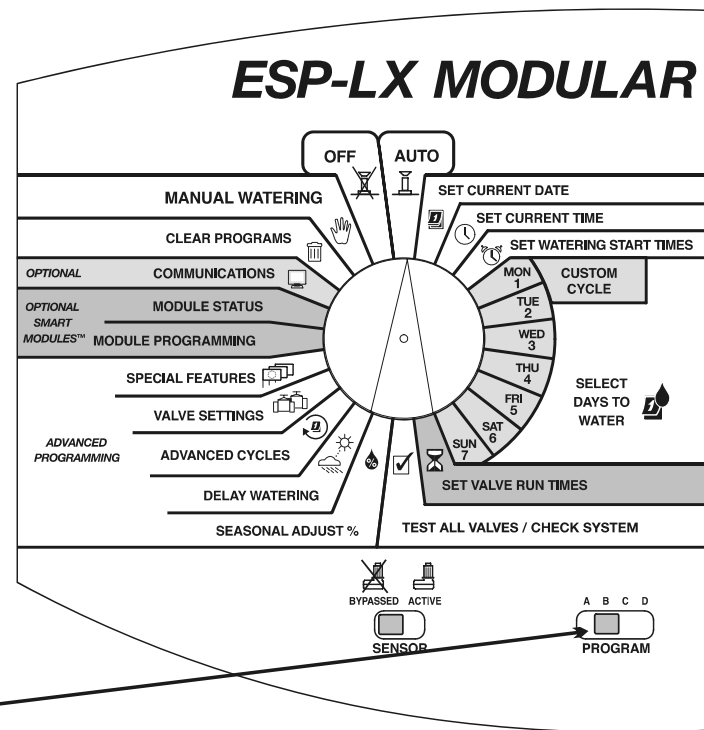 ESP-LX MODULAR
OFF
AUTO
MANUAL WATERING
CLEAR PROGRAMS
OPTIONAL
COMMUNICATIONS
OPTIONAL
SMART
MODULES™
MODULE STATUS
MODULE PROGRAMMING
SPECIAL FEATURES
VALVE SETTINGS
ADVANCED
PROGRAMMING
ADVANCED CYCLES
DELAY WATERING
SEASONAL ADJUST %
SET CURRENT DATE
SET CURRENT TIME
SET WATERING START TIMES
MON
1
CUSTOM
CYCLE
TUE
2
WED
3
THU
4
FRI
5
SAT
6
SUN
7
SELECT
DAYS TO
WATER
SET VALVE RUN TIMES
TEST ALL VALVES / CHECK SYSTEM
BYPASSED ACTIVE
SENSOR
A B C D
PROGRAM